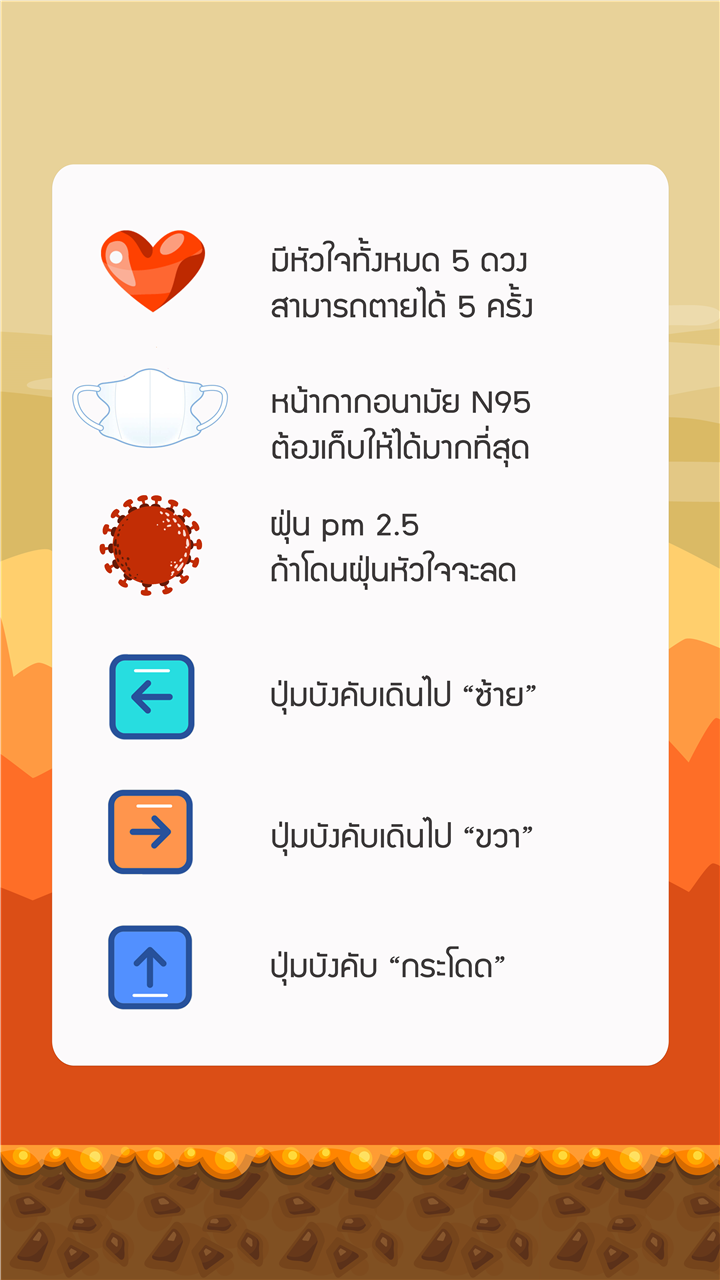 มีหัวใจทั้งหมด 5 ดวง
สามารถตายได้ 5 ครั้ง
หน้ากากอนามัย N95
ต้องเก็บให้ได้มากที่สุด
ฝุ่น pm 2.5
ถ้าโดนฝุ่นหัวใจจะลด
ปุ่มบังคับเดินไป “ซ้าย”
ปุ่มบังคับเดินไป “ขวา”
ปุ่มบังคับ “กระโดด”